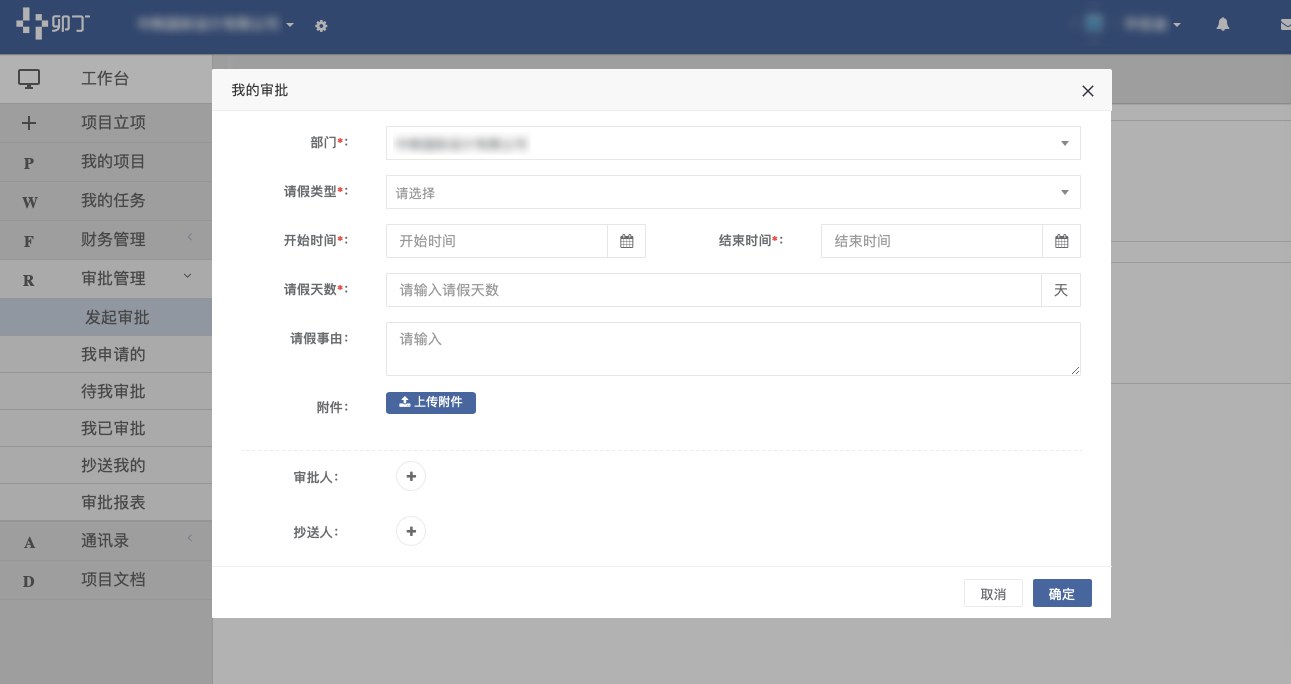 卯丁
工作台
项目立项
P 我的项目
W 我的任务
F 财务管理
R 审批管理
发起审批
我申请的
待我审批
我已审批
抄送我的
审批报表
A 通讯录
D 项目文档
我的审批
部门*:
请假类型*: 请选择
开始时间*: 开始时间 结束时间*: 结束时间
请假天数*: 请输入请假天数 天
请假事由: 请输入
附件: 上传附件
审批人:
抄送人:
取消 确定